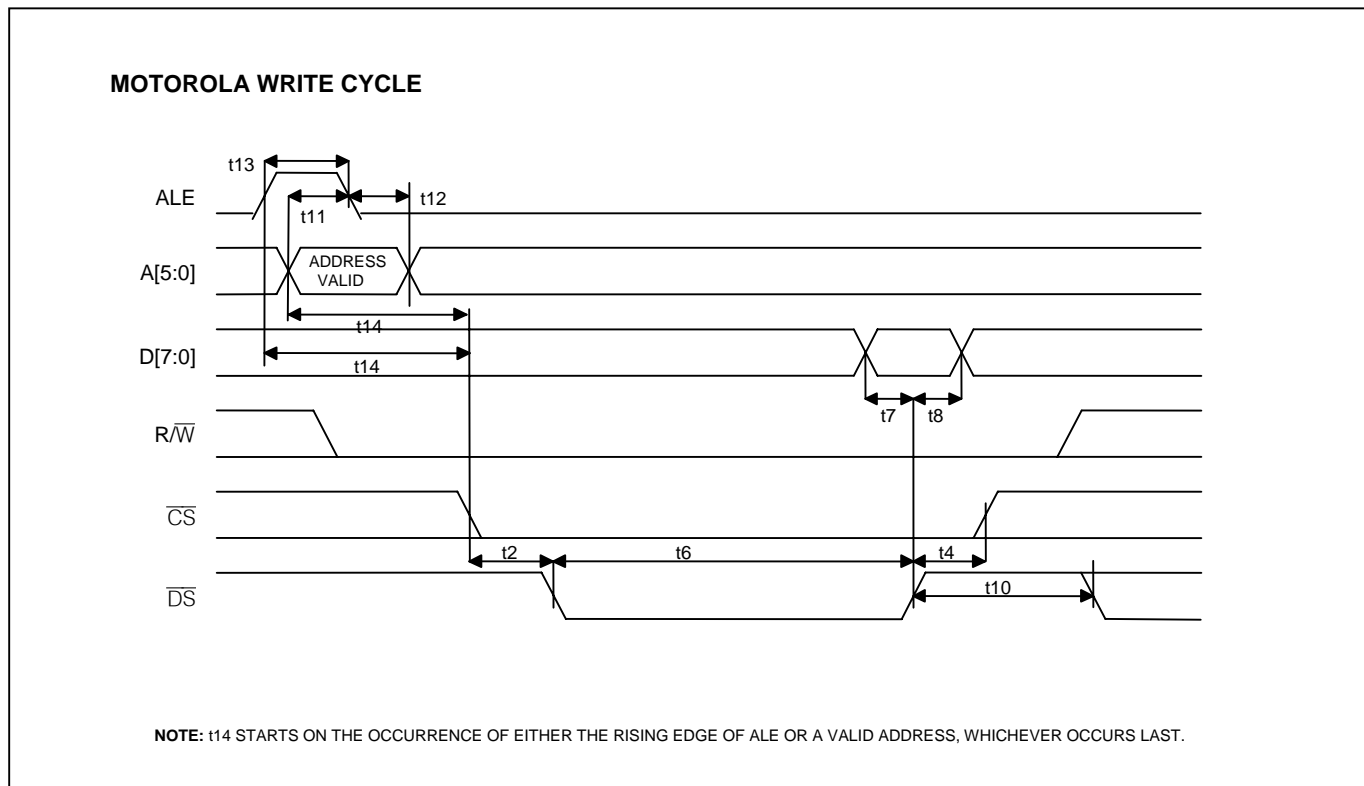 MOTOROLA WRITE CYCLE
t13
ALE
t11
t12
A[5:0]
ADDRESS
VALID
t14
D[7:0]
t14
t7
t8
R/W̅
C̅S̅
t2
t6
t4
D̅S̅
t10
NOTE: t14 STARTS ON THE OCCURRENCE OF EITHER THE RISING EDGE OF ALE OR A VALID ADDRESS, WHICHEVER OCCURS LAST.